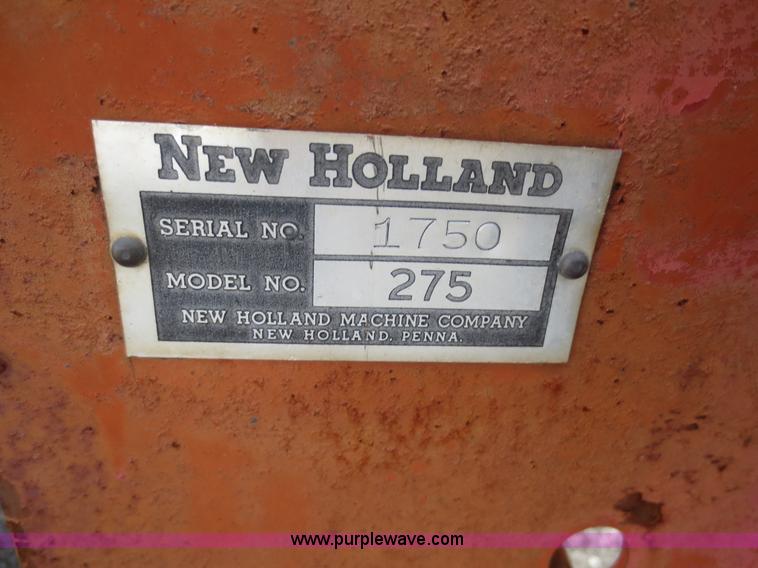 NEW HOLLAND
SERIAL NO. 1750
MODEL NO. 275
NEW HOLLAND MACHINE COMPANY
NEW HOLLAND, PENNA.
www.purplewave.com